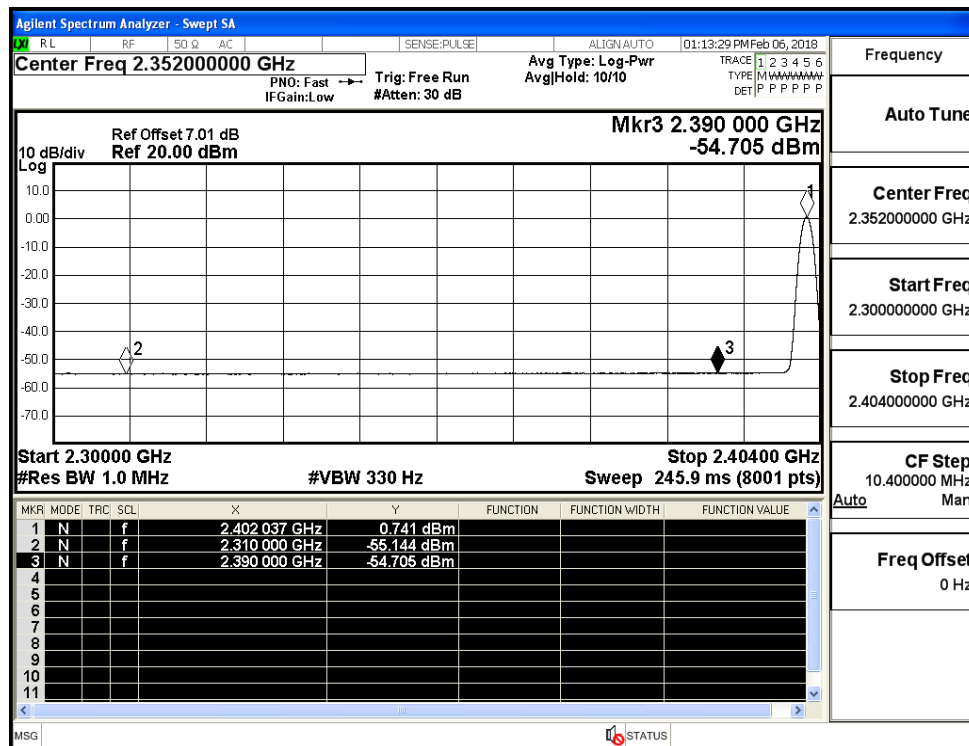 Agilent Spectrum Analyzer - Swept SA
LXI RL RF 50 Ω AC SENSE:PULSE ALIGN AUTO 01:13:29 PM Feb 06, 2018
Center Freq 2.352000000 GHz
PNO: Fast
IFGain:Low
Trig: Free Run
#Atten: 30 dB
Avg Type: Log-Pwr
Avg|Hold: 10/10
TRACE 1 2 3 4 5 6
TYPE M W W W W W
DET P P P P P P
Ref Offset 7.01 dB
10 dB/div Ref 20.00 dBm
Log
Mkr3 2.390 000 GHz
-54.705 dBm
10.0
0.00
-10.0
-20.0
-30.0
-40.0
-50.0
-60.0
-70.0
1
2
3
Start 2.30000 GHz Stop 2.40400 GHz
#Res BW 1.0 MHz #VBW 330 Hz Sweep 245.9 ms (8001 pts)
MKR MODE TRC SCL X Y FUNCTION FUNCTION WIDTH FUNCTION VALUE
1 N f 2.402 037 GHz 0.741 dBm
2 N f 2.310 000 GHz -55.144 dBm
3 N f 2.390 000 GHz -54.705 dBm
4
5
6
7
8
9
10
11
MSG STATUS
Frequency
Auto Tune
Center Freq
2.352000000 GHz
Start Freq
2.300000000 GHz
Stop Freq
2.404000000 GHz
CF Step
10.400000 MHz
Auto Man
Freq Offset
0 Hz